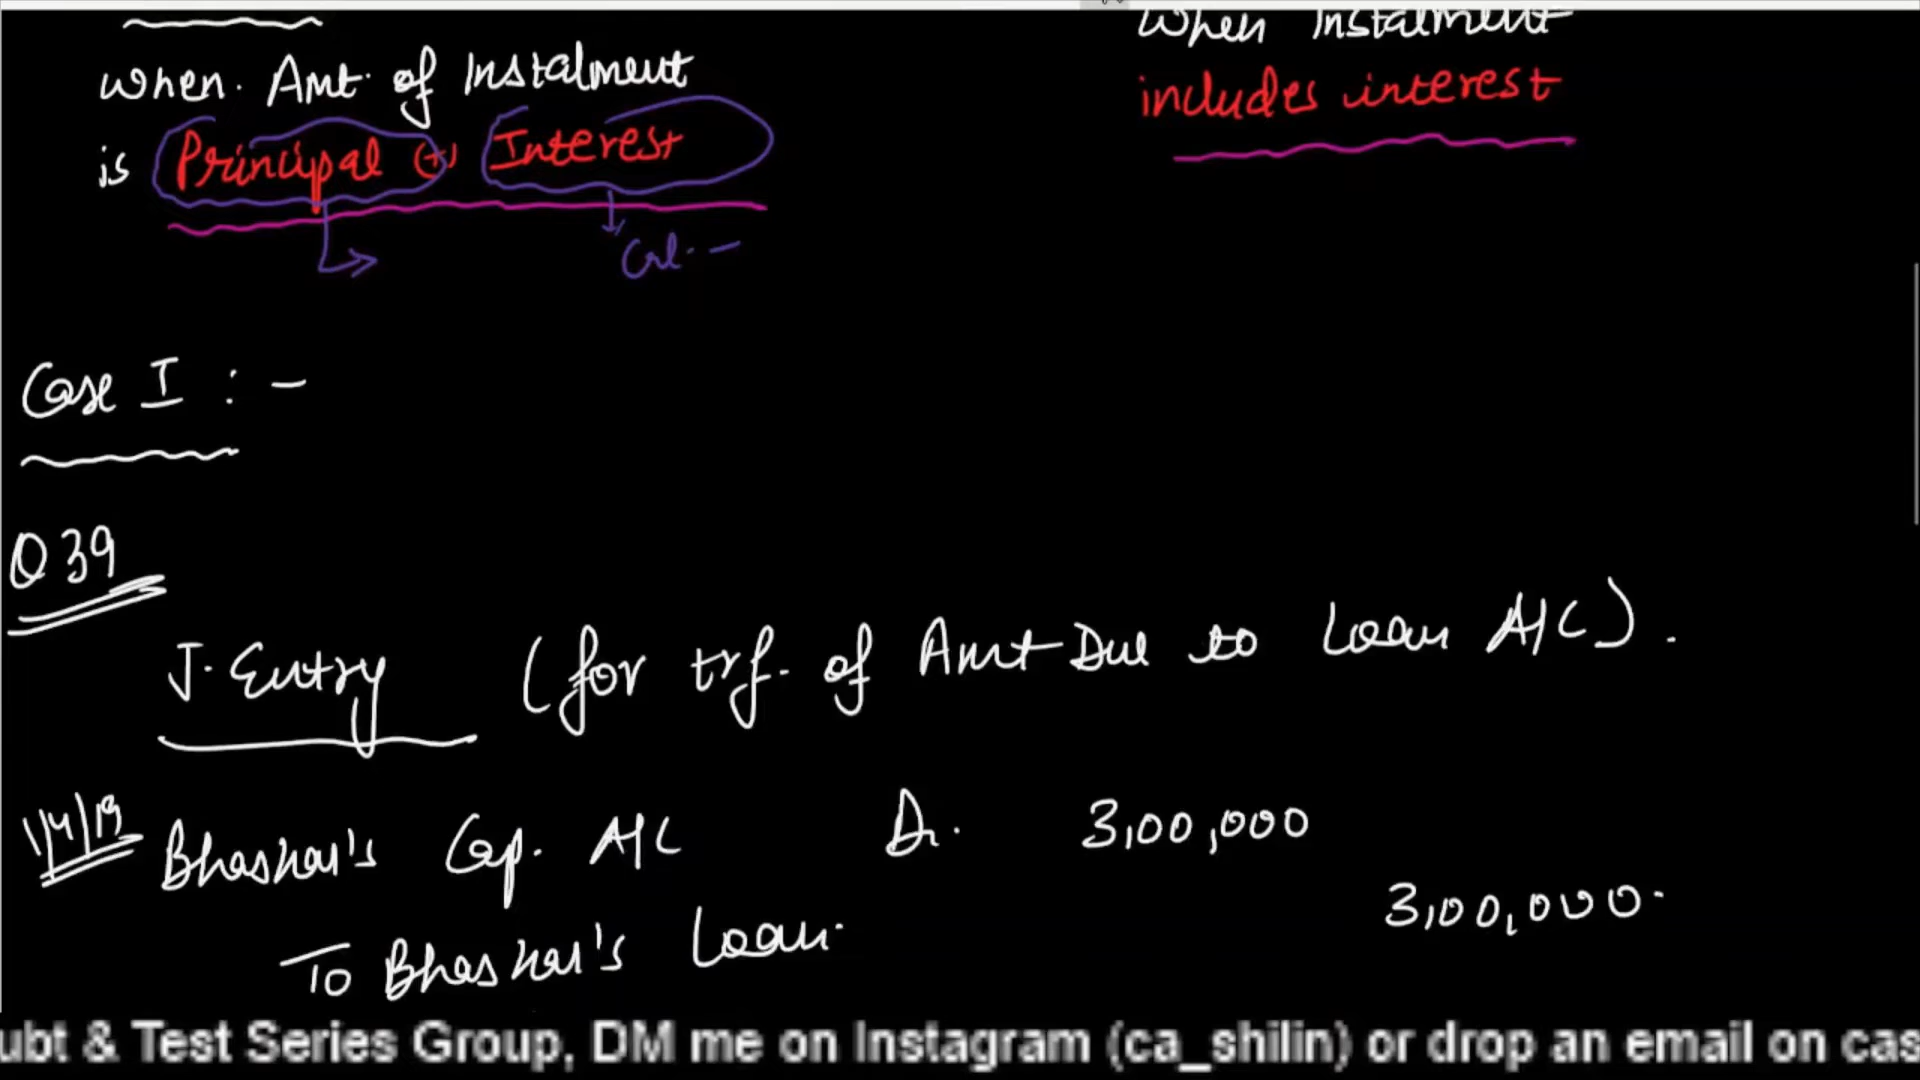 When Amt. of Instalment
is Principal (+) Interest
Cal. -
When Instalment
includes interest
Case I : -
Q 39
J. Entry (for trf. of Amt Due to Loan A/C).
1/4/19 Bhaskar's Cap. A/C Dr. 3,00,000
To Bhaskar's Loan. 3,00,000.
ubt & Test Series Group, DM me on Instagram (ca_shilin) or drop an email on cas